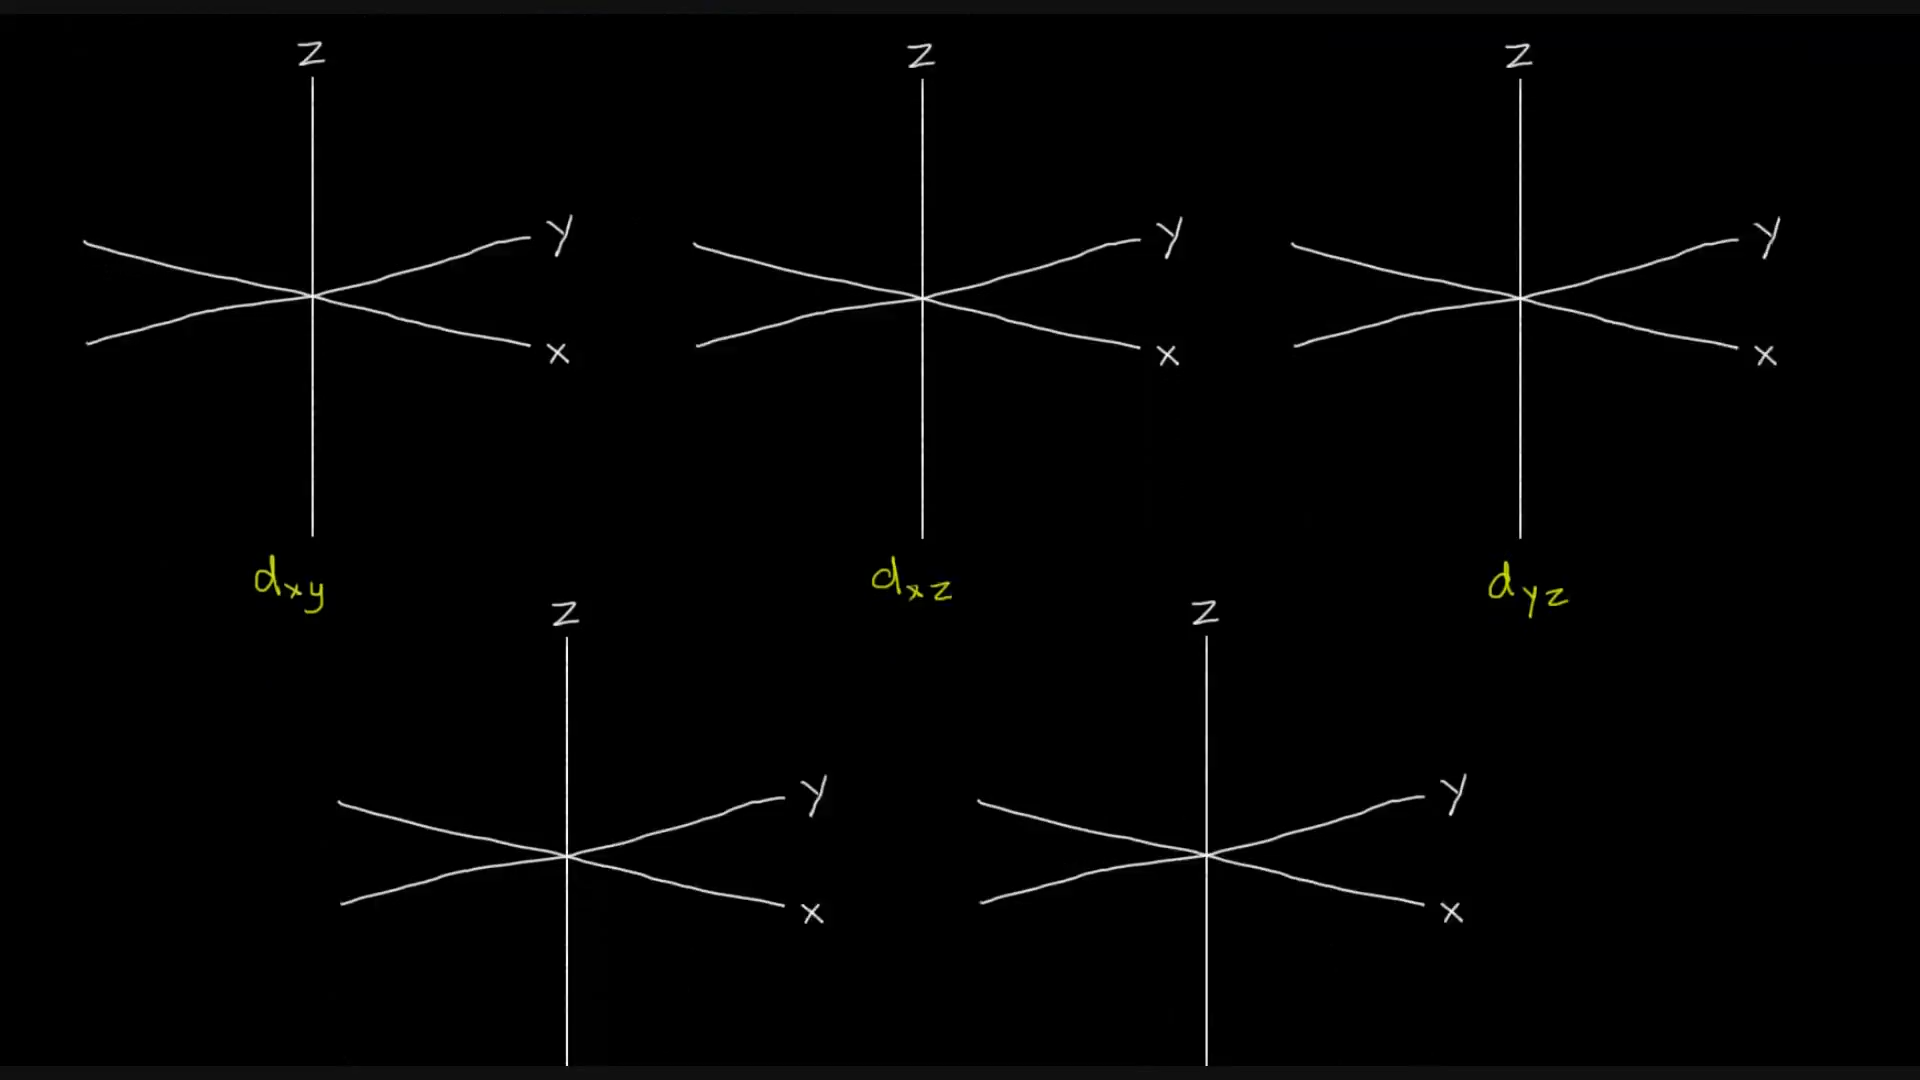 z z z
y y y
x x x
dxy dxz dyz
z z
y y
x x